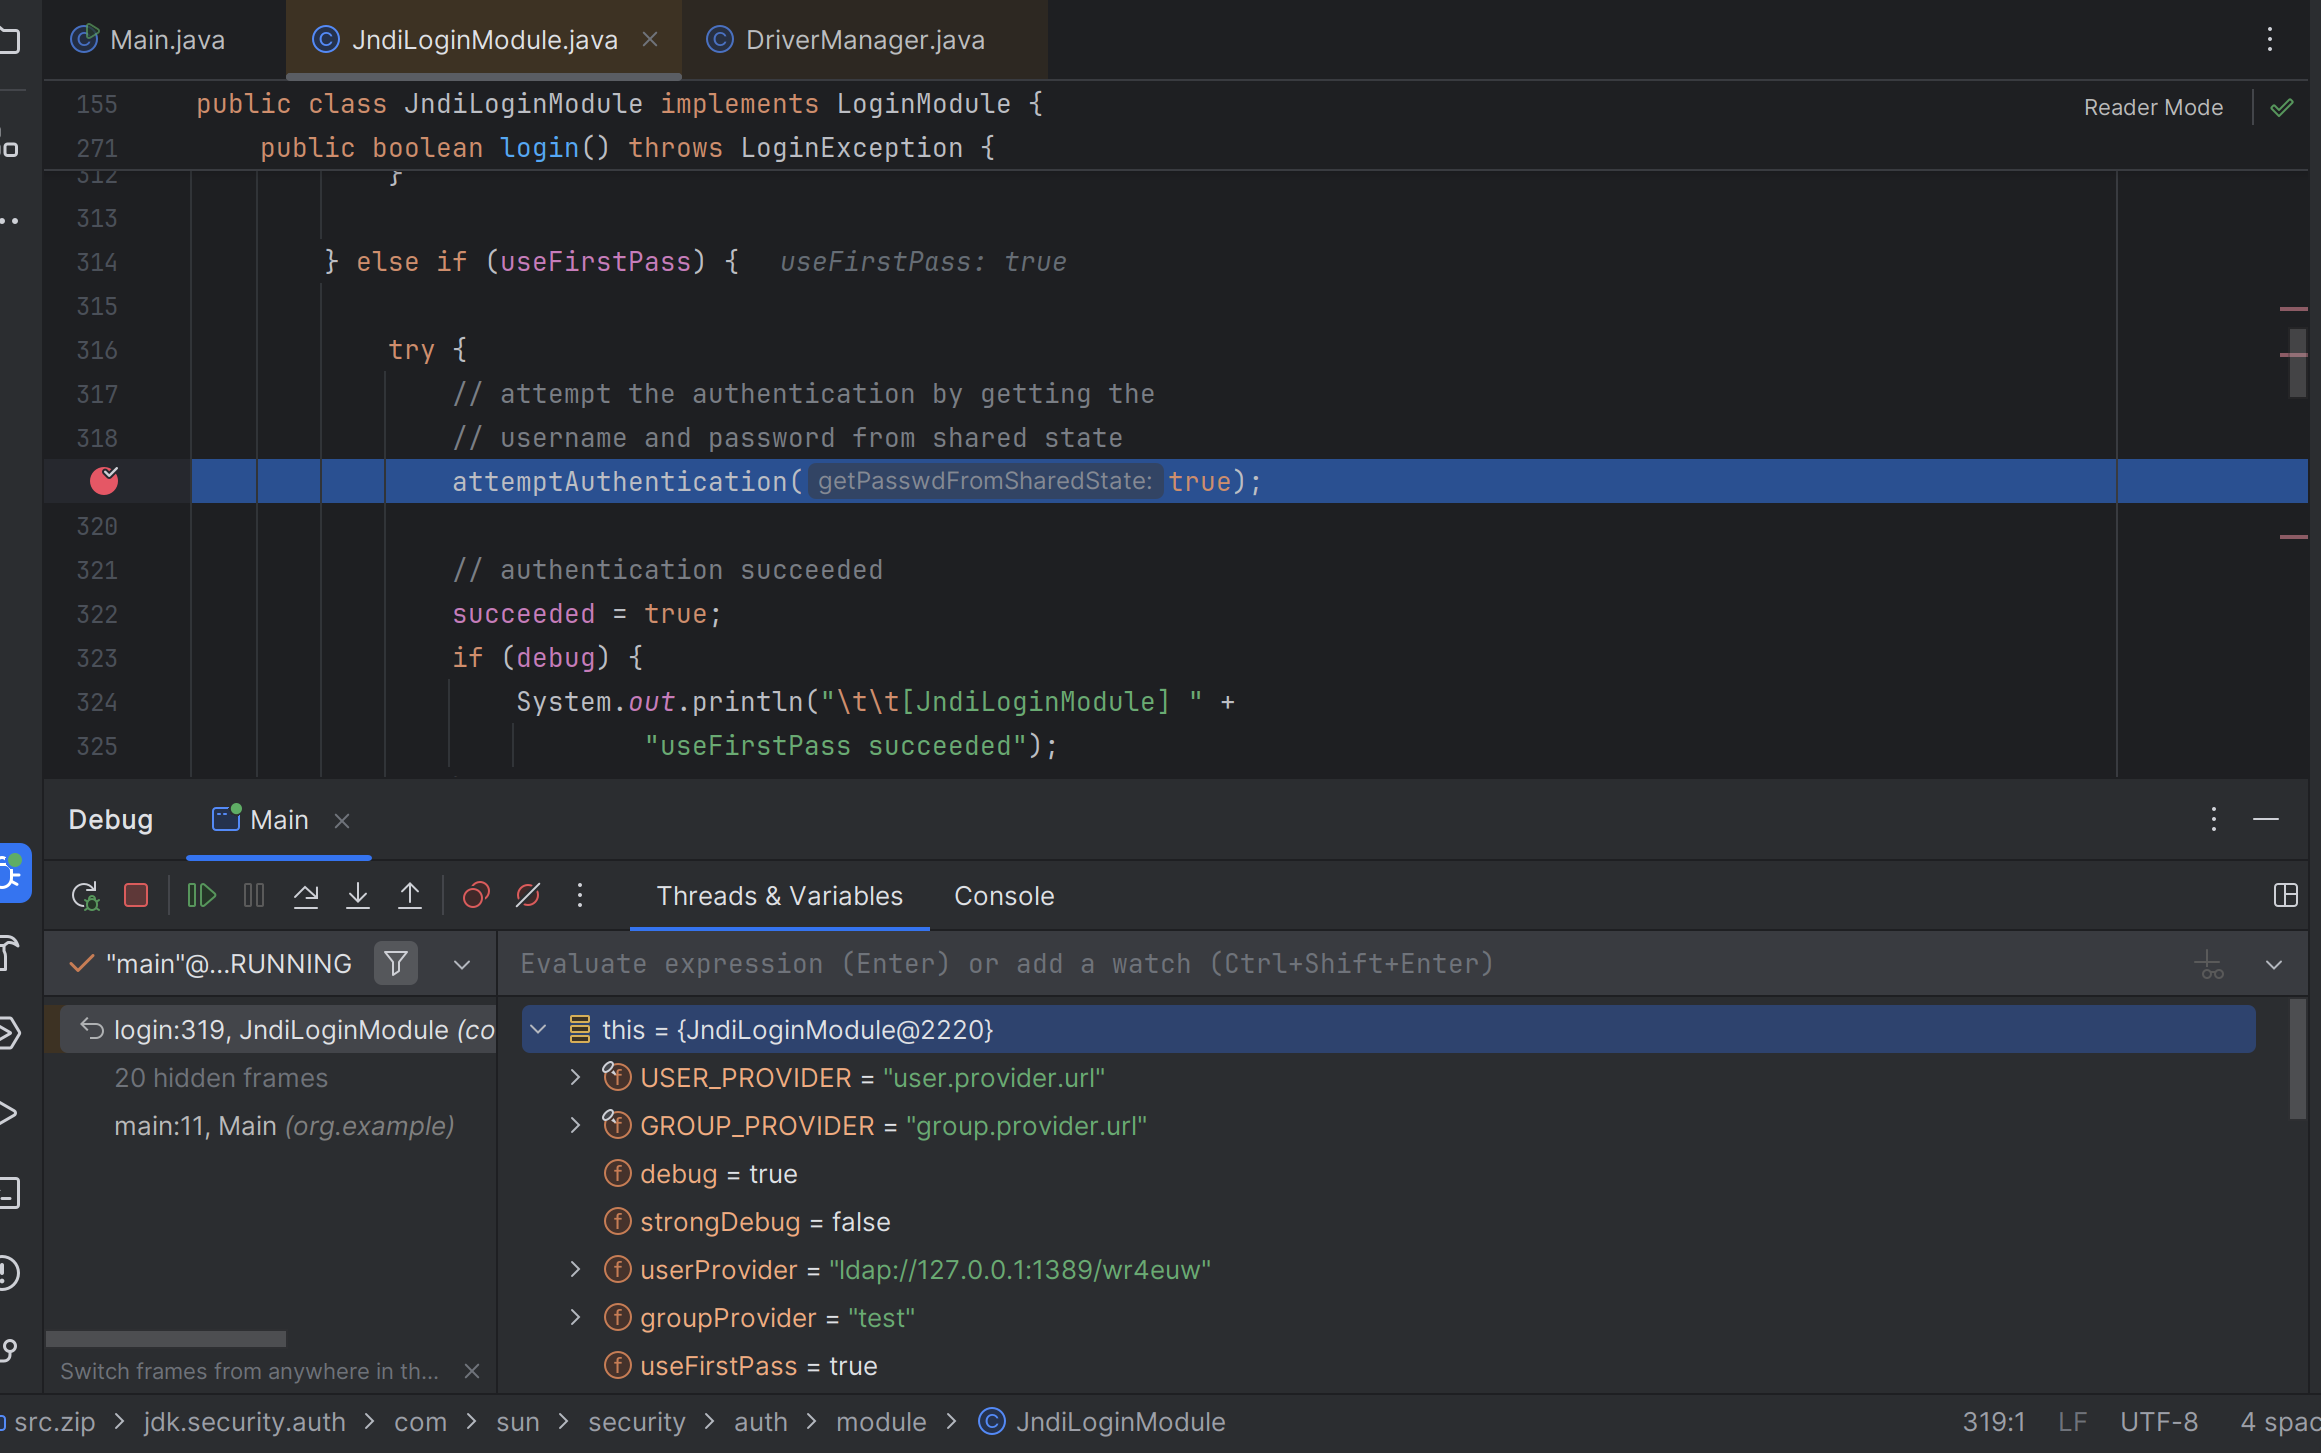 Main.java
JndiLoginModule.java
DriverManager.java
155 public class JndiLoginModule implements LoginModule {
Reader Mode
271 public boolean login() throws LoginException {
312 }
313
314 } else if (useFirstPass) { useFirstPass: true
315
316 try {
317 // attempt the authentication by getting the
318 // username and password from shared state
attemptAuthentication( getPasswdFromSharedState: true);
320
321 // authentication succeeded
322 succeeded = true;
323 if (debug) {
324 System.out.println("\t\t[JndiLoginModule] " +
325 "useFirstPass succeeded");
Debug Main
Threads & Variables Console
"main"@...RUNNING
Evaluate expression (Enter) or add a watch (Ctrl+Shift+Enter)
login:319, JndiLoginModule (co
20 hidden frames
main:11, Main (org.example)
this = {JndiLoginModule@2220}
USER_PROVIDER = "user.provider.url"
GROUP_PROVIDER = "group.provider.url"
debug = true
strongDebug = false
userProvider = "ldap://127.0.0.1:1389/wr4euw"
groupProvider = "test"
useFirstPass = true
Switch frames from anywhere in th...
src.zip > jdk.security.auth > com > sun > security > auth > module > JndiLoginModule
319:1 LF UTF-8 4 spac